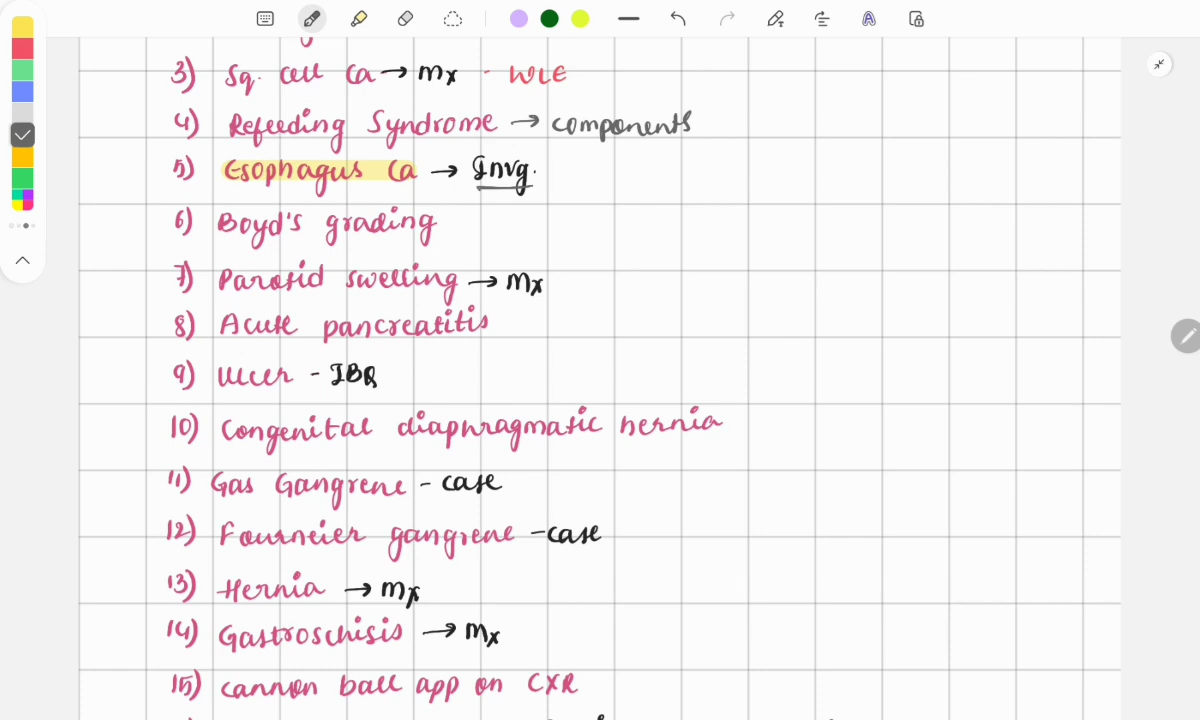 3) Sq. cell Ca → Mx - WLE
4) Refeeding Syndrome → components
5) Esophagus Ca → Invg.
6) Boyd's grading
7) Parotid swelling → Mx
8) Acute pancreatitis
9) Ulcer - IBQ
10) Congenital diaphragmatic hernia
11) Gas Gangrene - case
12) Fourneier gangrene - case
13) Hernia → Mx
14) Gastroschisis → Mx
15) cannon ball app on CXR